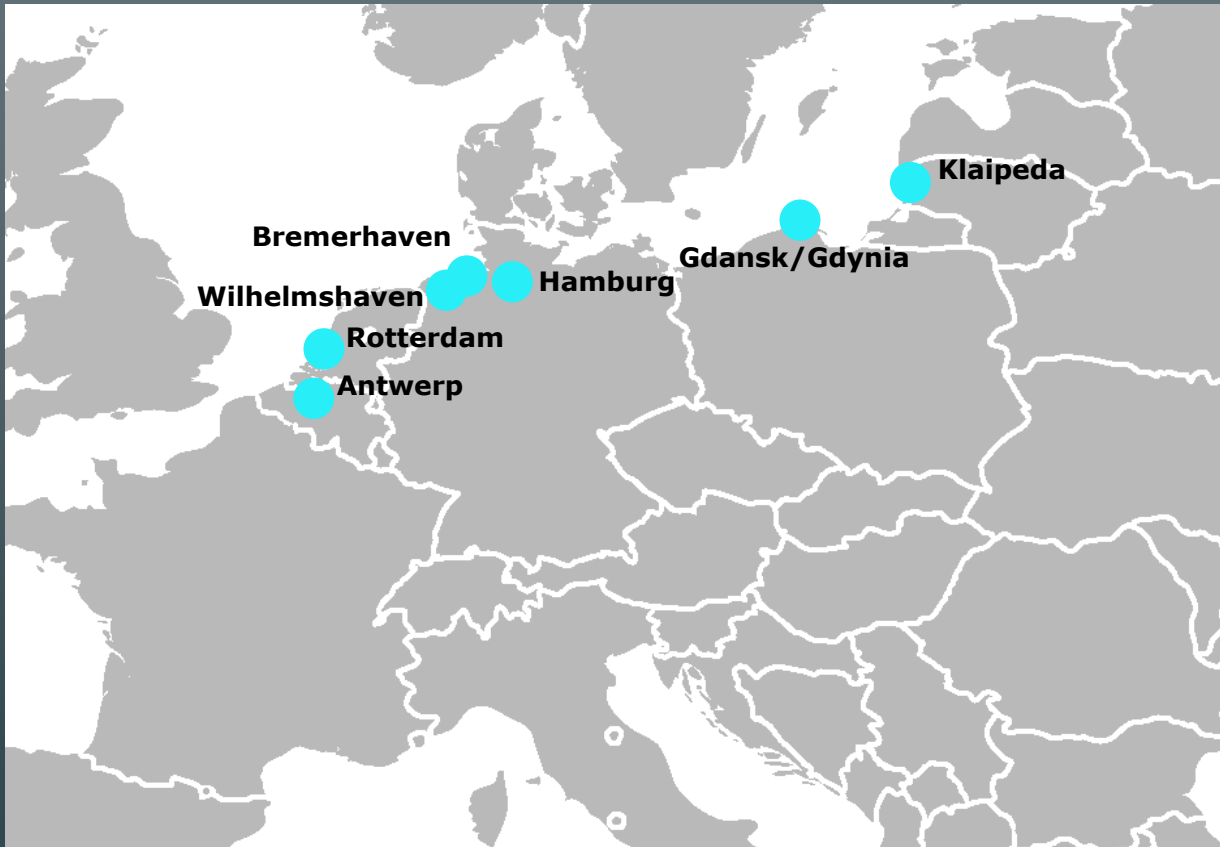 Klaipeda
Bremerhaven
Gdansk/Gdynia
Hamburg
Wilhelmshaven
Rotterdam
Antwerp